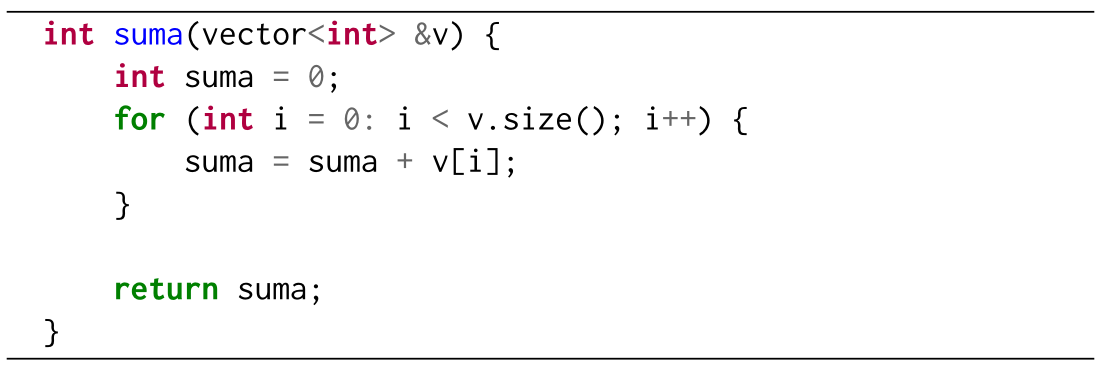 int suma(vector<int> &v) {
    int suma = 0;
    for (int i = 0: i < v.size(); i++) {
        suma = suma + v[i];
    }
    return suma;
}